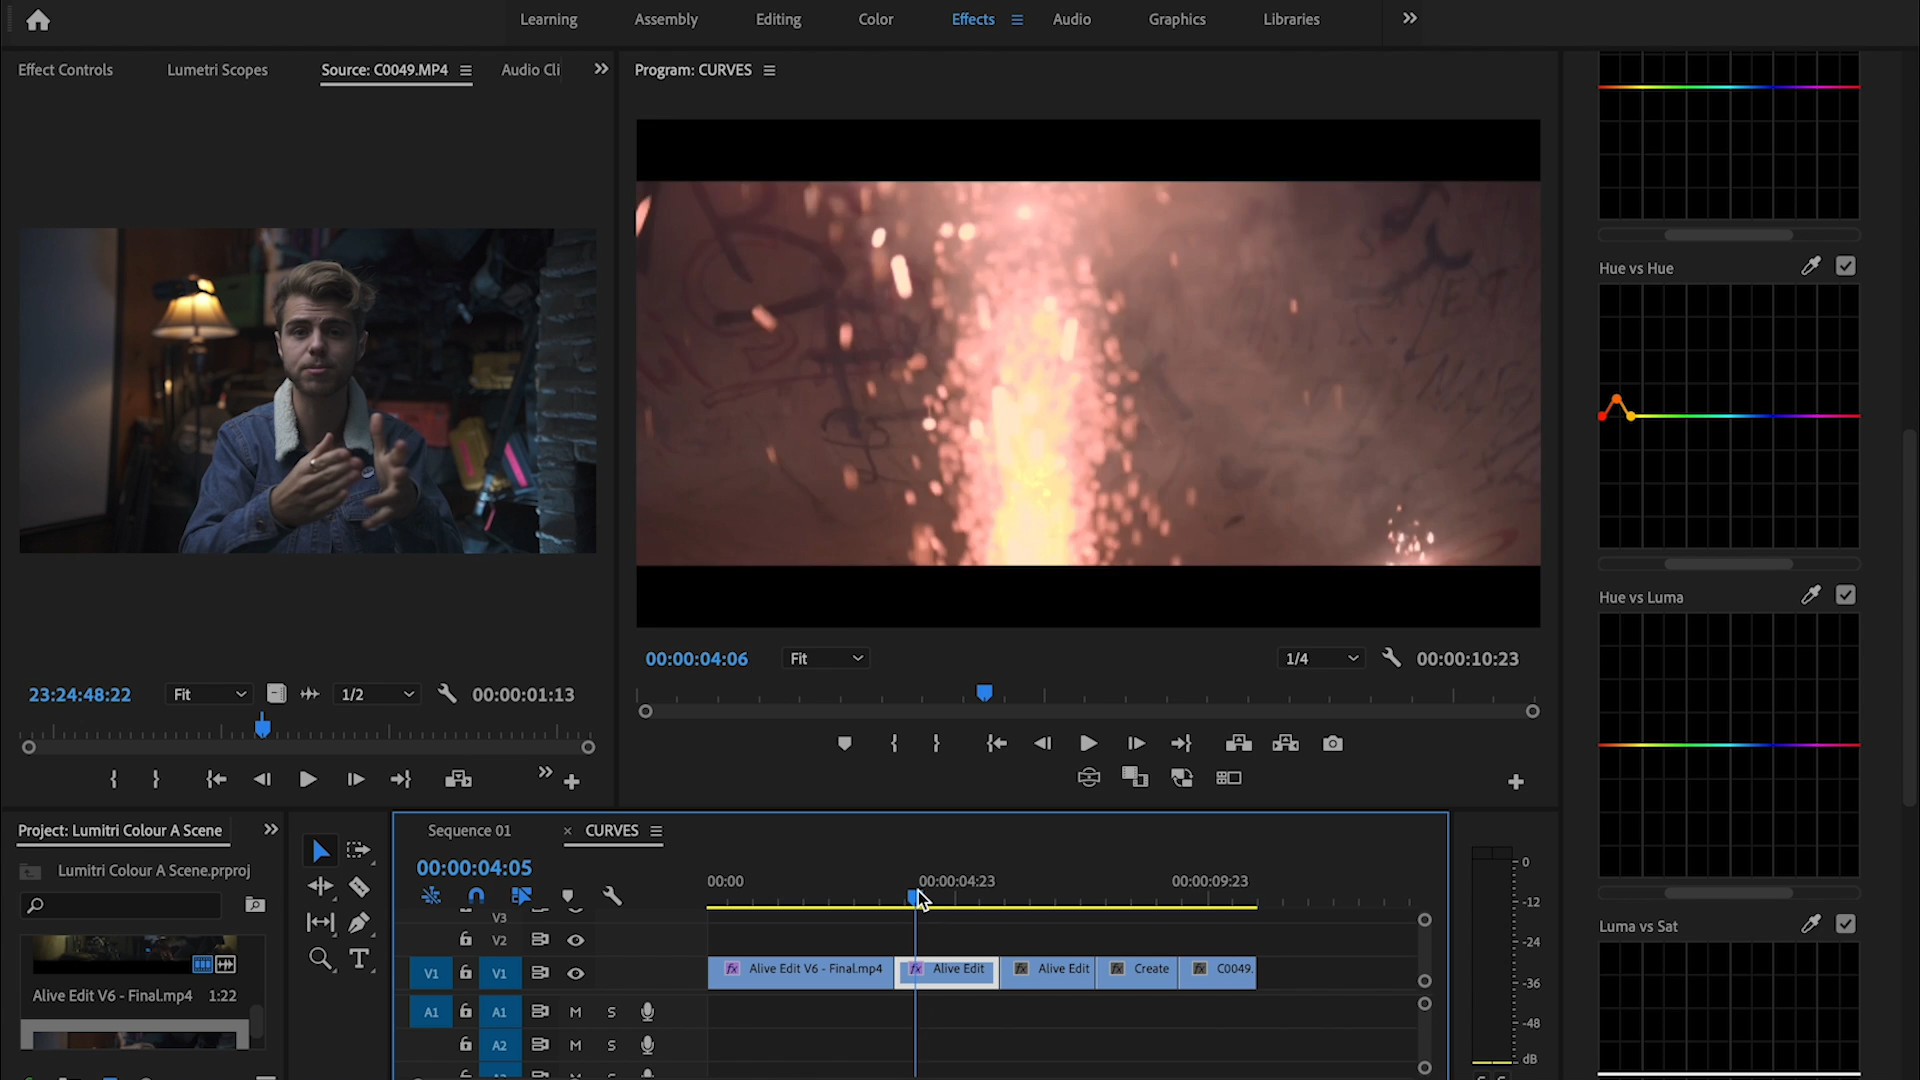 Learning Assembly Editing Color Effects Audio Graphics Libraries
Effect Controls Lumetri Scopes Source: C0049.MP4 Audio Cli
Program: CURVES
Hue vs Hue
Hue vs Luma
Luma vs Sat
23:24:48:22 Fit 1/2 00:00:01:13
00:00:04:06 Fit 1/4 00:00:10:23
Project: Lumitri Colour A Scene
Lumitri Colour A Scene.prproj
Alive Edit V6 - Final.mp4 1:22
Sequence 01 × CURVES
00:00:04:05
00:00 00:00:04:23 00:00:09:23
V3
V2
V1 V1
Alive Edit V6 - Final.mp4 Alive Edit Alive Edit Create C0049.
A1 A1 M S
A2 M S
0
-12
-24
-36
-48
dB